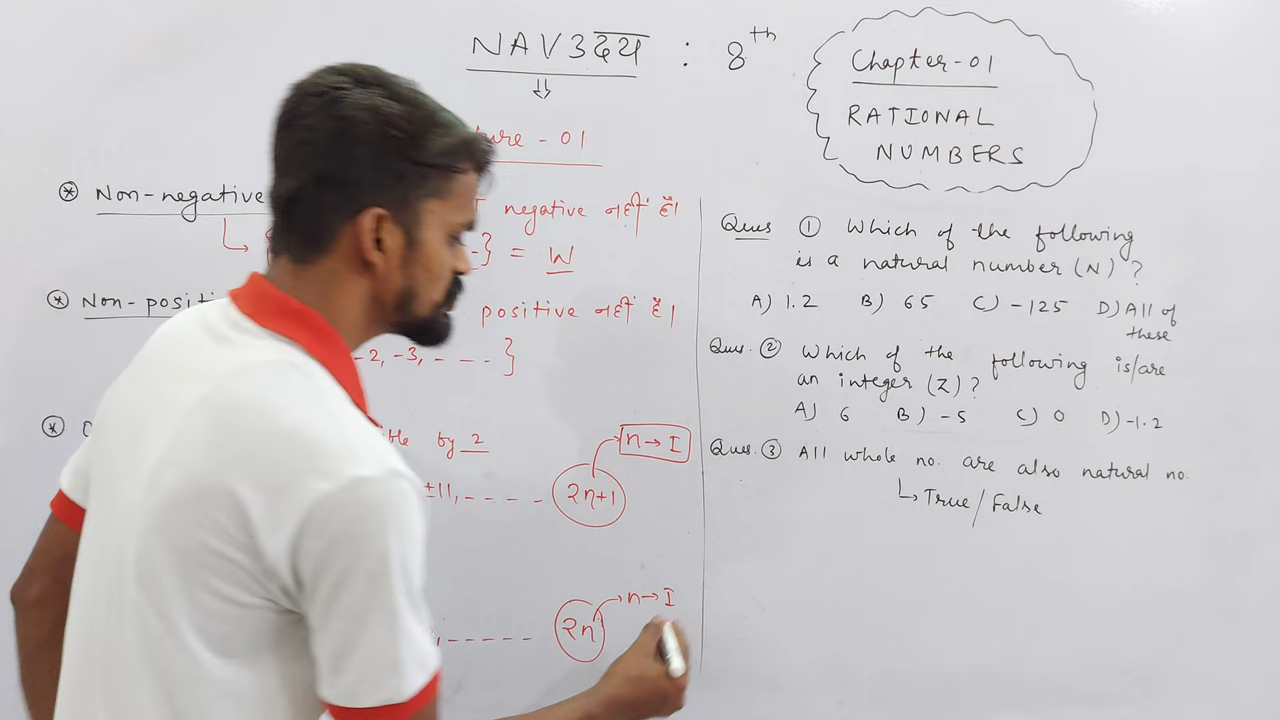 NAV3दय : 8th
Chapter-01
RATIONAL
NUMBERS
ture - 01
* Non-negative negative नहीं है।
} = W
* Non-positi positive नहीं है।
-2, -3, - - - - }
* ble by 2
n→I
±11, - - - - - 2n+1
n→I
, - - - - - - 2n
Ques ① Which of the following
is a natural number (N) ?
A) 1.2 B) 65 C) -125 D) All of
these
Ques. ② Which of the following is/are
an integer (Z) ?
A) 6 B) -5 C) 0 D) -1.2
Ques. ③ All whole no. are also natural no.
↳ True/False